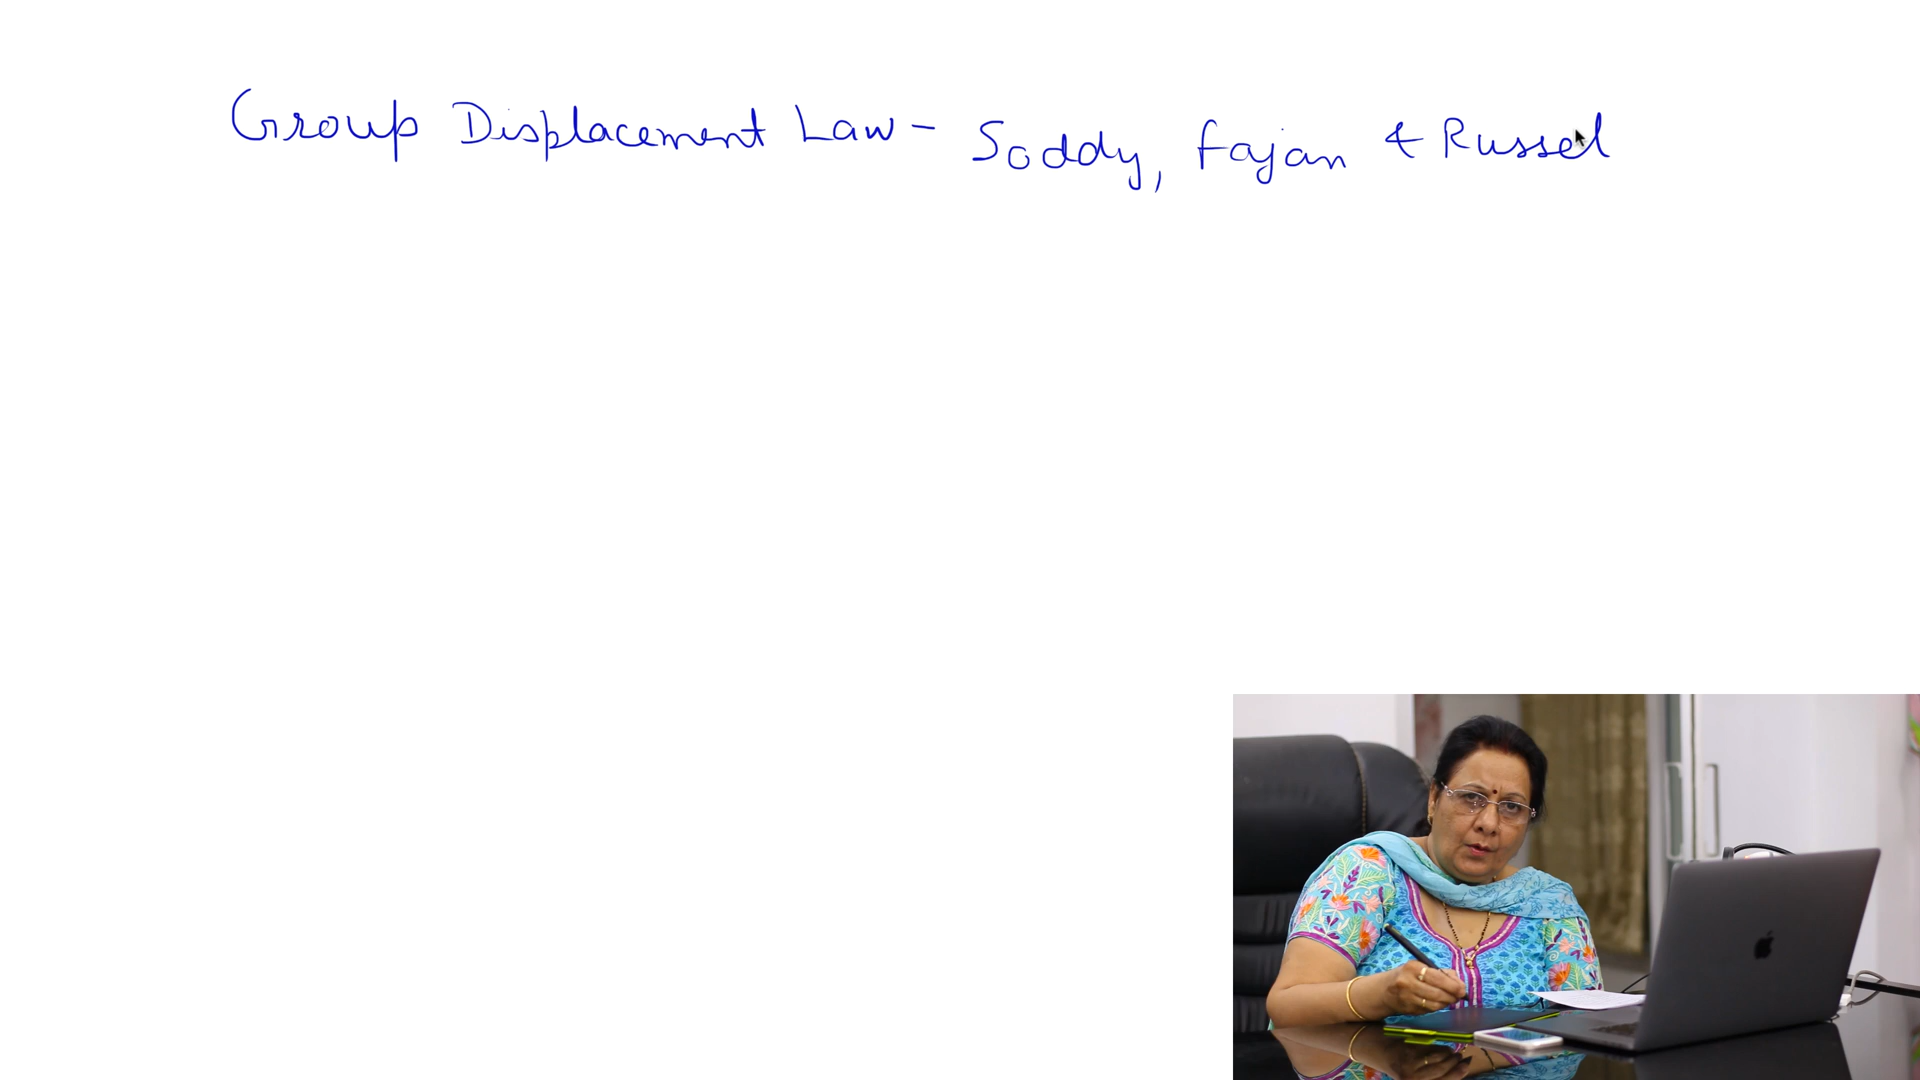 Group Displacement Law - Soddy, Fajan & Russel